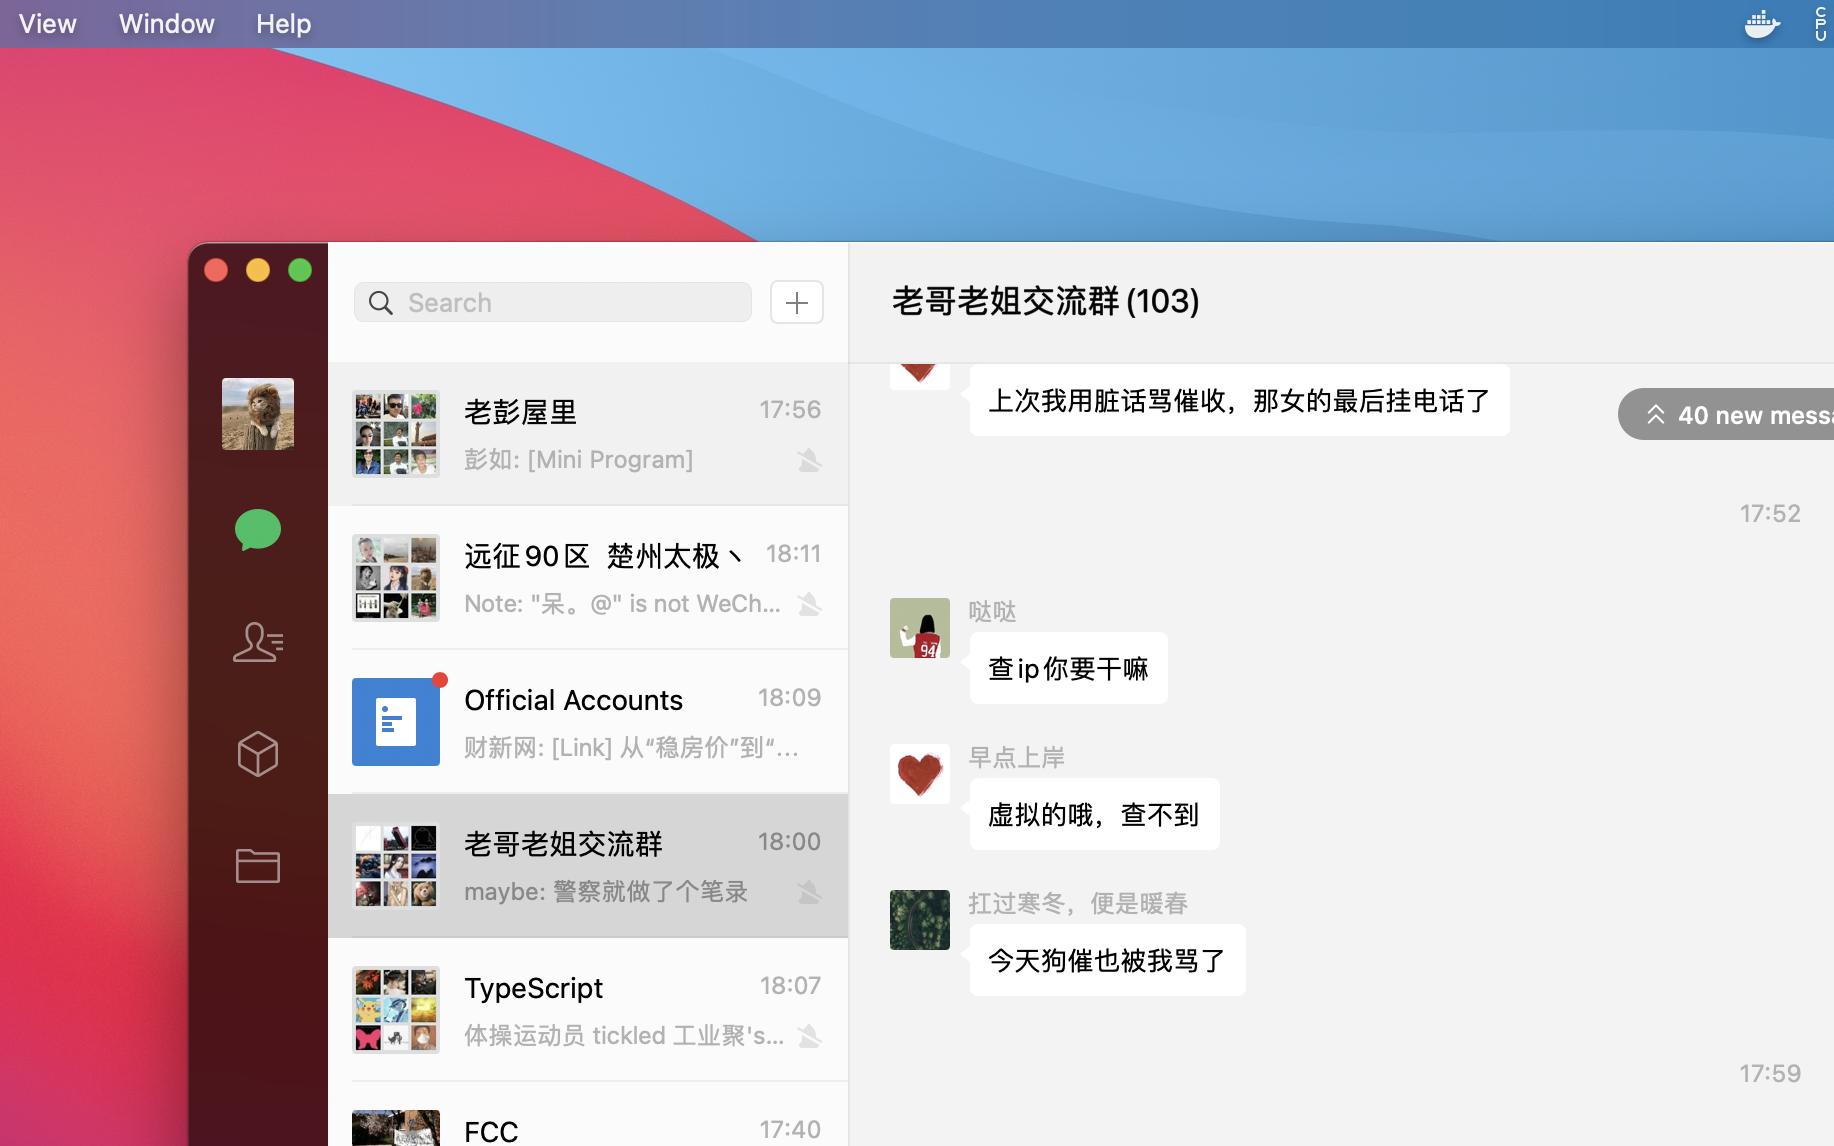 View Window Help
CPU
Search
老彭屋里 17:56
彭如: [Mini Program]
远征90区 楚州太极丶 18:11
Note: "呆。@" is not WeCh...
Official Accounts 18:09
财新网: [Link] 从“稳房价”到“...
老哥老姐交流群 18:00
maybe: 警察就做了个笔录
TypeScript 18:07
体操运动员 tickled 工业聚's...
FCC 17:40
老哥老姐交流群(103)
上次我用脏话骂催收，那女的最后挂电话了
40 new messa
17:52
哒哒
94
查ip你要干嘛
早点上岸
虚拟的哦，查不到
扛过寒冬，便是暖春
今天狗催也被我骂了
17:59